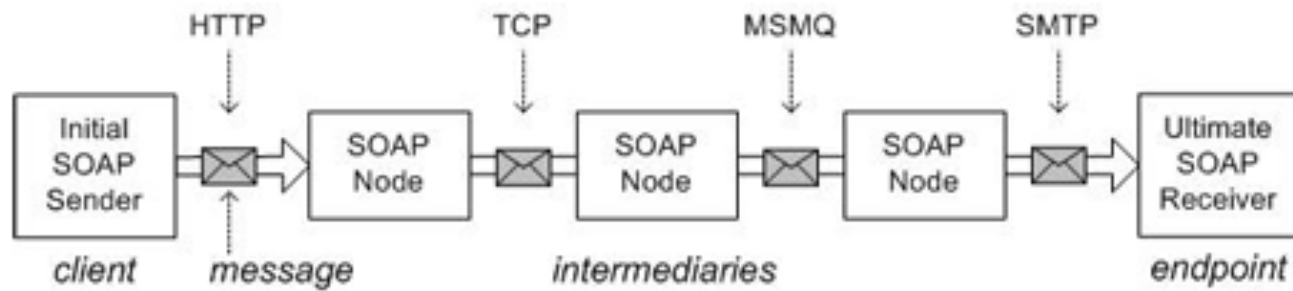 HTTP TCP MSMQ SMTP
Initial
SOAP
Sender
SOAP
Node
SOAP
Node
SOAP
Node
Ultimate
SOAP
Receiver
client message intermediaries endpoint